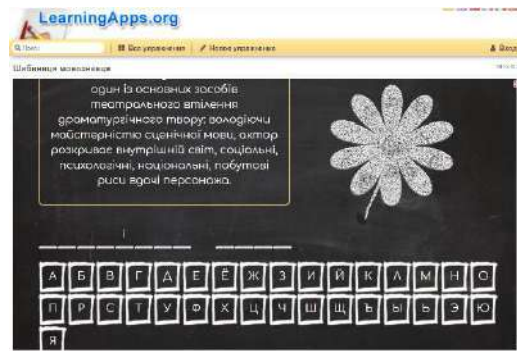 LearningApps.org
Все упражнения Новое упражнение Вход
Шибениця мовознавця
один із основних засобів
театрального втілення
драматургічного твору: володіючи
майстерністю сценічної мови, актор
розкриває внутрішній світ, соціальні,
психологічні, національні, побутові
риси вдачі персонажа.
А Б В Г Д Е Ё Ж З И Й К Л М Н О
П Р С Т У Ф Х Ц Ч Ш Щ Ъ Ы Ь Э Ю
Я